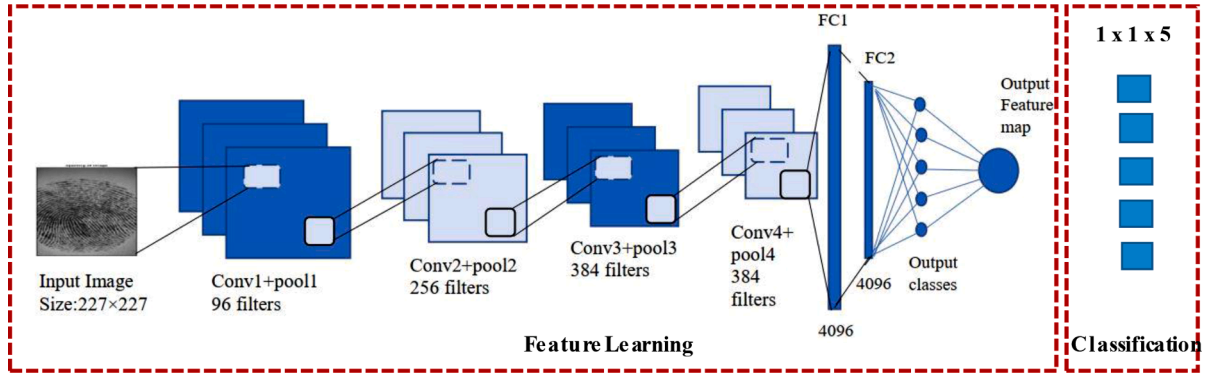 Input Image
Size:227×227
Conv1+pool1
96 filters
Conv2+pool2
256 filters
Conv3+pool3
384 filters
Conv4+
pool4
384
filters
FC1
4096
FC2
4096
Output
classes
Output
Feature
map
Feature Learning
1 x 1 x 5
Classification